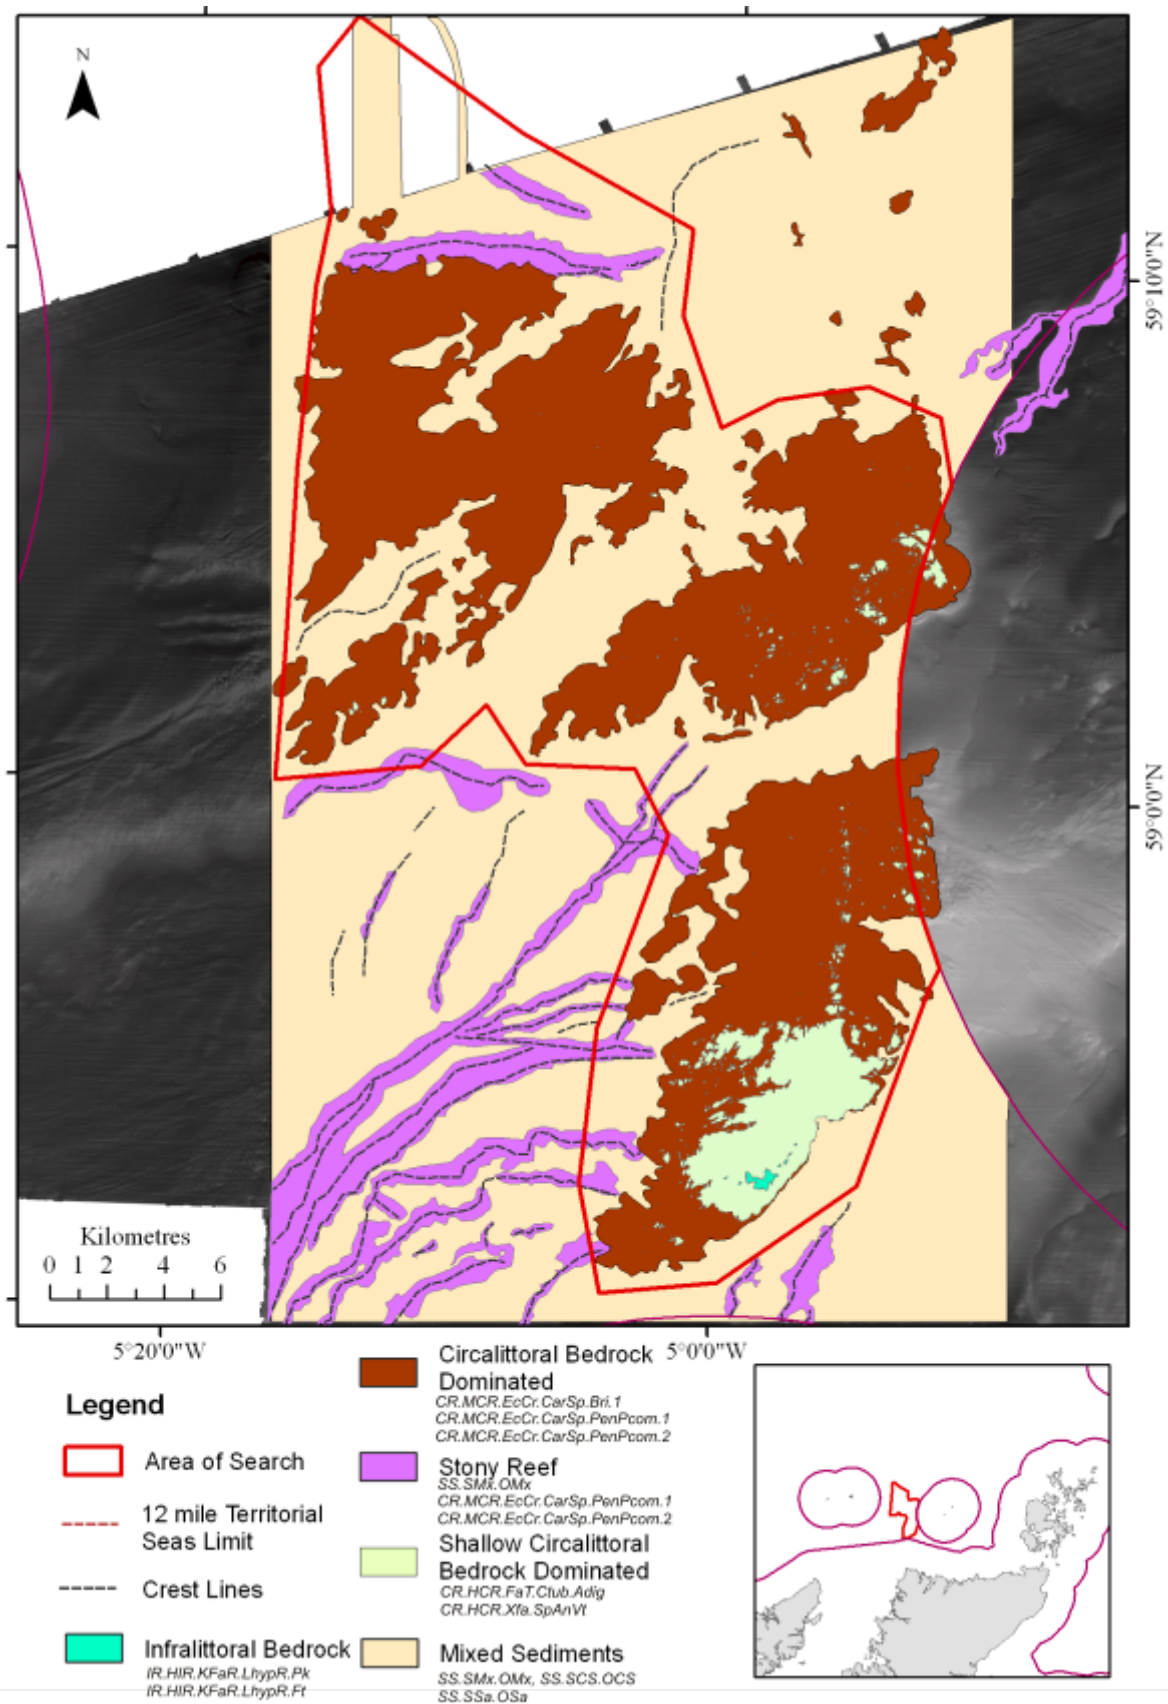 N
59°10'0"N
59°0'0"N
Kilometres
0 1 2 4 6
5°20'0"W
5°0'0"W
Legend
Area of Search
12 mile Territorial
Seas Limit
Crest Lines
Infralittoral Bedrock
IR.HIR.KFaR.LhypR.Pk
IR.HIR.KFaR.LhypR.Ft
Circalittoral Bedrock
Dominated
CR.MCR.EcCr.CarSp.Bri.1
CR.MCR.EcCr.CarSp.PenPcom.1
CR.MCR.EcCr.CarSp.PenPcom.2
Stony Reef
SS.SMx.OMx
CR.MCR.EcCr.CarSp.PenPcom.1
CR.MCR.EcCr.CarSp.PenPcom.2
Shallow Circalittoral
Bedrock Dominated
CR.HCR.FaT.Ctub.Adig
CR.HCR.Xfa.SpAnVt
Mixed Sediments
SS.SMx.OMx, SS.SCS.OCS
SS.SSa.OSa